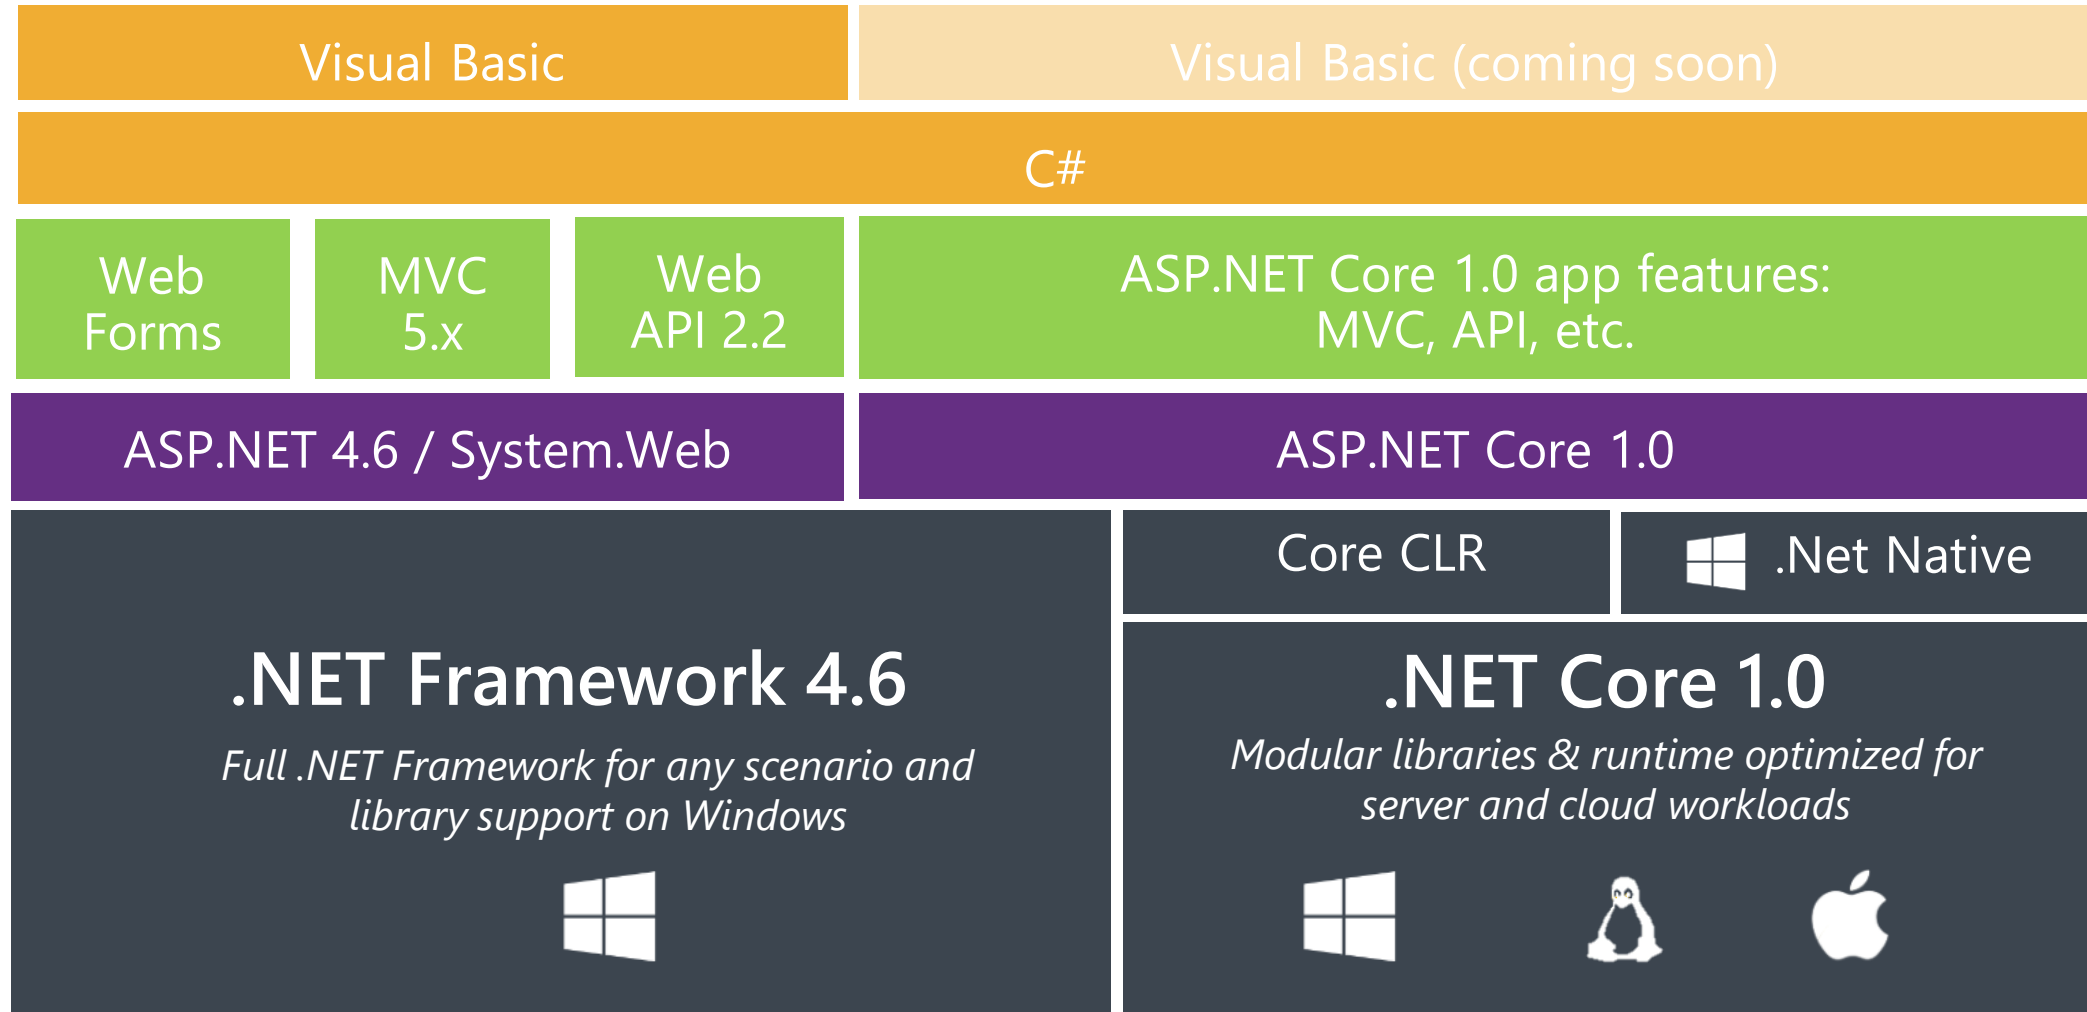 Visual Basic
Visual Basic (coming soon)
C#
Web
Forms
MVC
5.x
Web
API 2.2
ASP.NET Core 1.0 app features:
MVC, API, etc.
ASP.NET 4.6 / System.Web
ASP.NET Core 1.0
.NET Framework 4.6
Full .NET Framework for any scenario and
library support on Windows
Core CLR
.Net Native
.NET Core 1.0
Modular libraries & runtime optimized for
server and cloud workloads